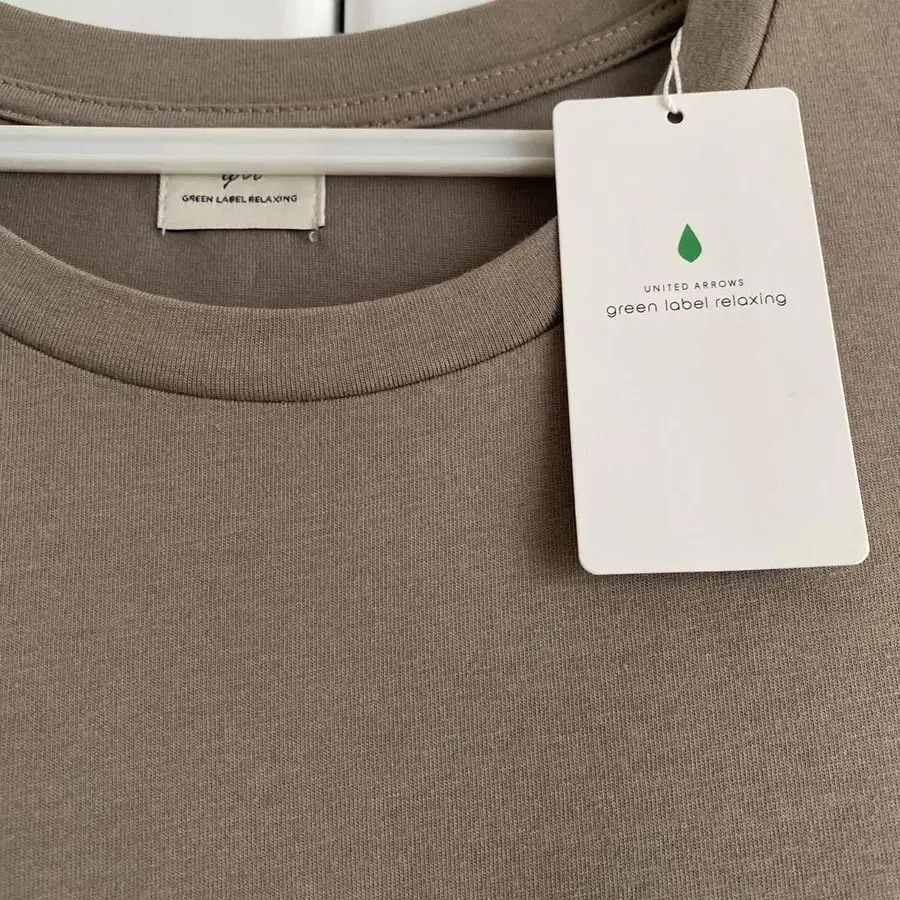 GREEN LABEL RELAXING
UNITED ARROWS
green label relaxing